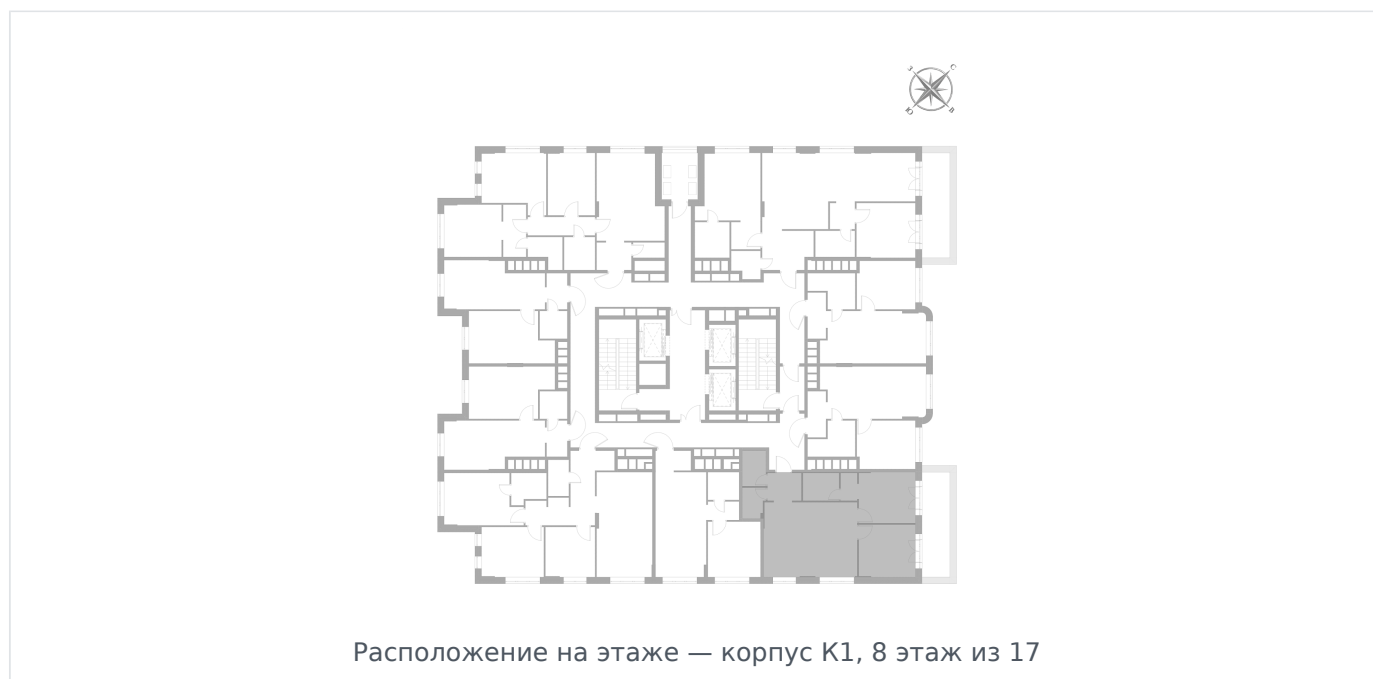 З С
Ю В
Расположение на этаже — корпус К1, 8 этаж из 17